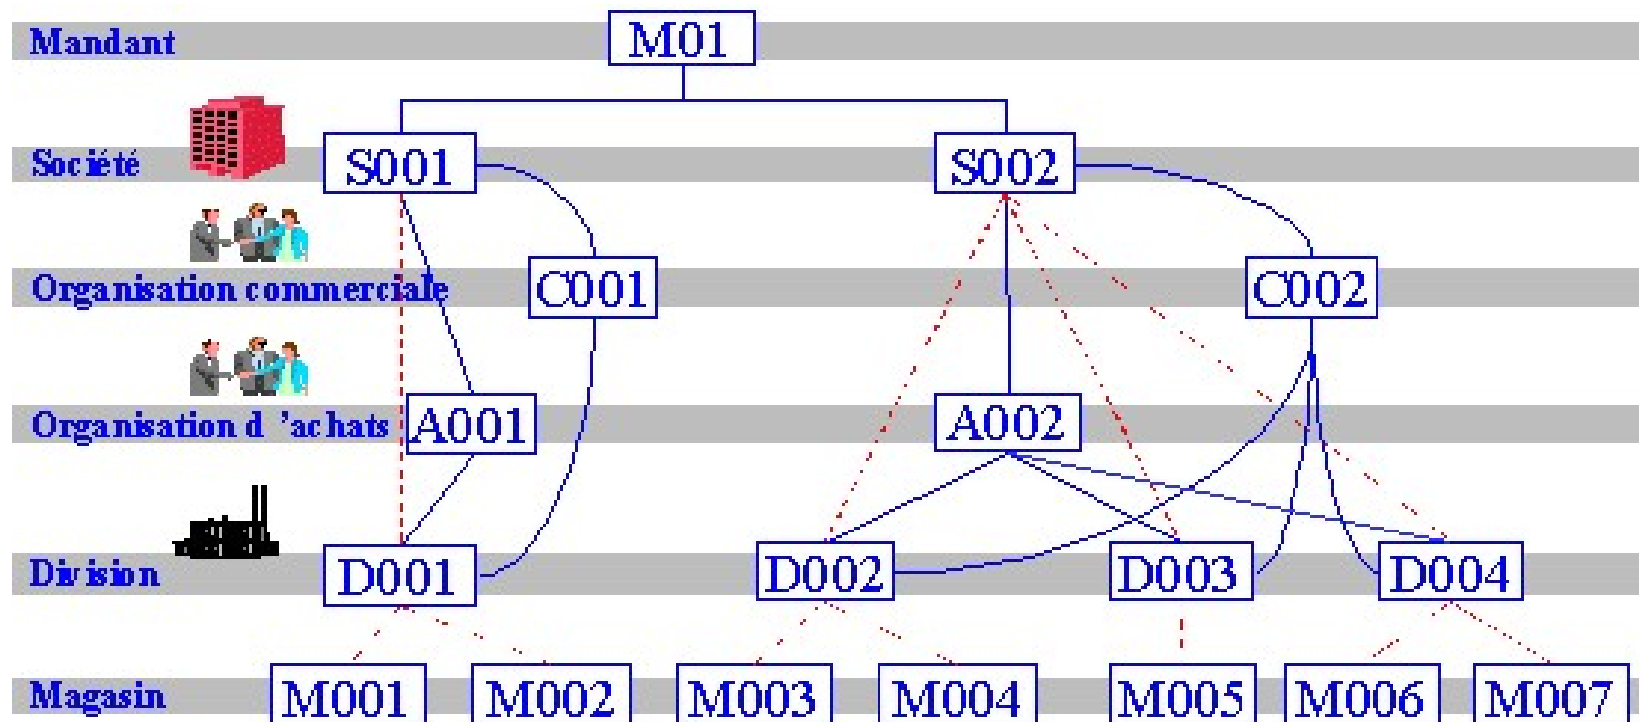 Mandant M01
Société S001 S002
Organisation commerciale C001 C002
Organisation d 'achats A001 A002
Division D001 D002 D003 D004
Magasin M001 M002 M003 M004 M005 M006 M007